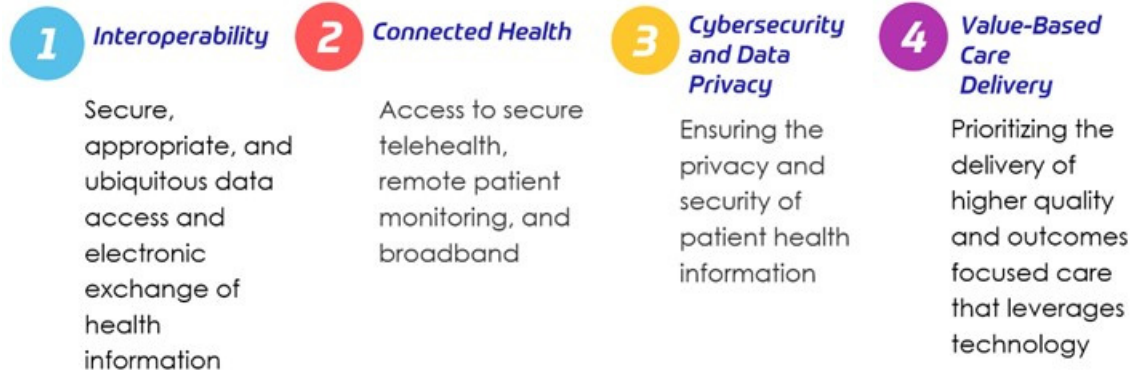 1
Interoperability
Secure,
appropriate, and
ubiquitous data
access and
electronic
exchange of
health
information
2
Connected Health
Access to secure
telehealth,
remote patient
monitoring, and
broadband
3
Cybersecurity
and Data
Privacy
Ensuring the
privacy and
security of
patient health
information
4
Value-Based
Care
Delivery
Prioritizing the
delivery of
higher quality
and outcomes
focused care
that leverages
technology